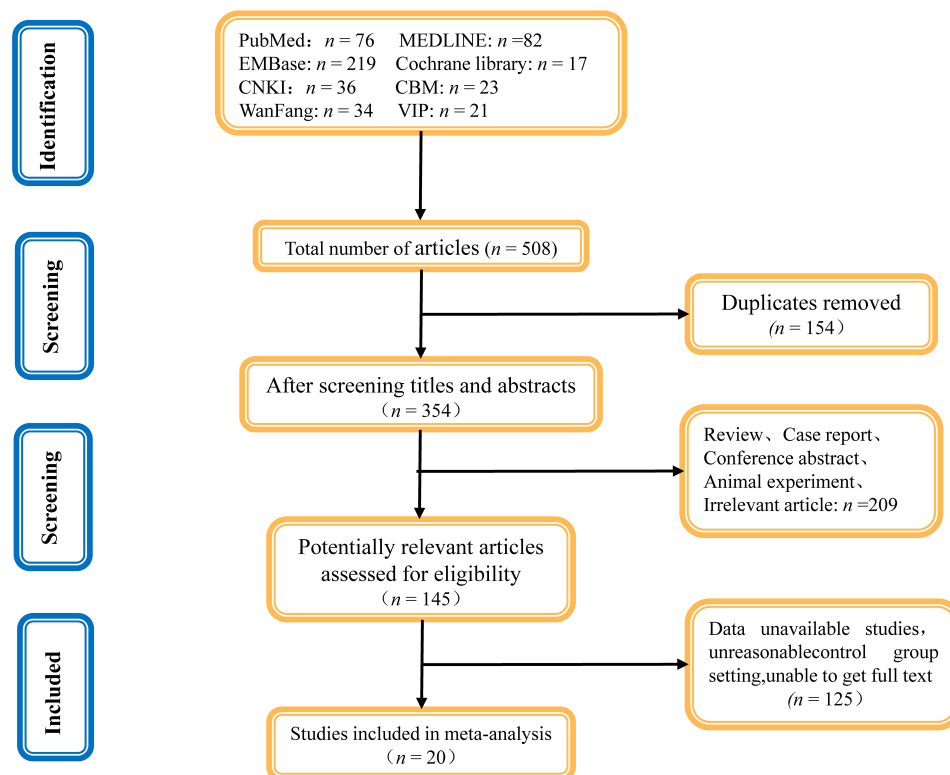 Identification
PubMed：n = 76 MEDLINE: n =82
EMBase: n = 219 Cochrane library: n = 17
CNKI：n = 36 CBM: n = 23
WanFang: n = 34 VIP: n = 21
Total number of articles (n = 508)
Screening
Duplicates removed
(n = 154）
After screening titles and abstracts
（n = 354）
Screening
Review、Case report、
Conference abstract、
Animal experiment、
Irrelevant article: n =209
Potentially relevant articles
assessed for eligibility
（n = 145）
Included
Data unavailable studies，
unreasonablecontrol group
setting,unable to get full text
(n = 125）
Studies included in meta-analysis
（n = 20）